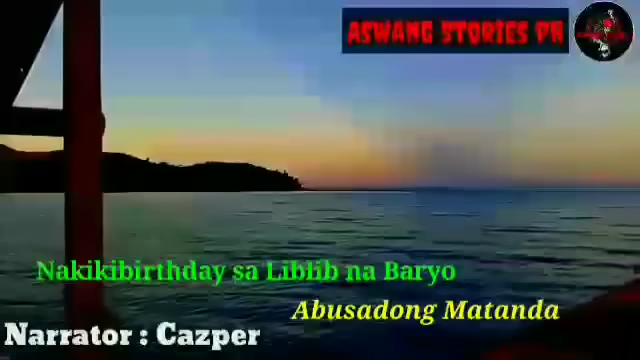 ASWANG STORIES PH
Nakikibirthday sa Liblib na Baryo
Abusadong Matanda
Narrator : Cazper